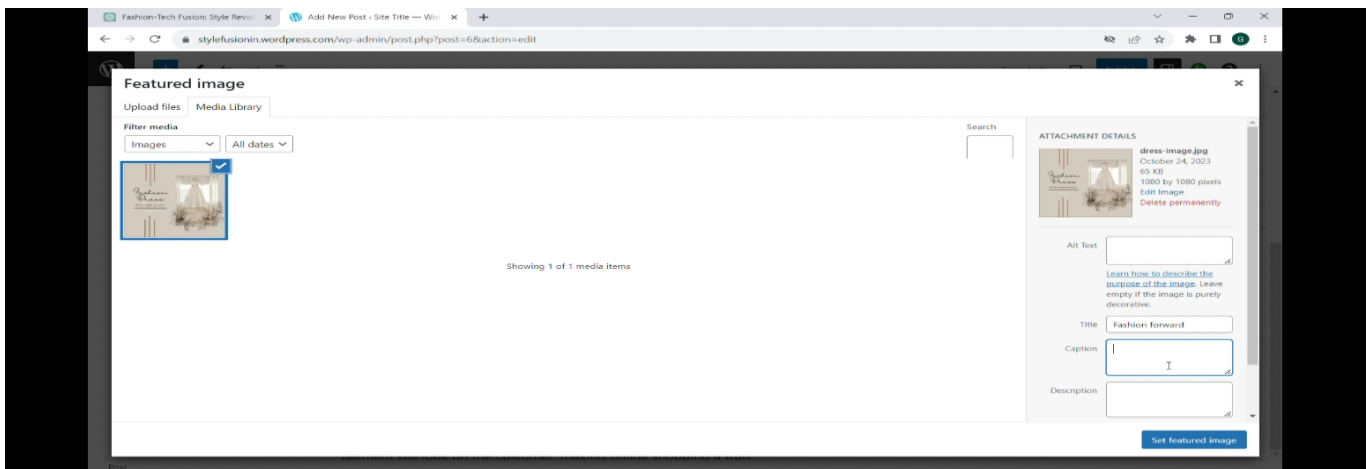 Fashion-Tech Fusion: Style Revol
Add New Post ‹ Site Title — Wo
stylefusionin.wordpress.com/wp-admin/post.php?post=6&action=edit
G
Featured image
Upload files Media Library
Filter media
Images All dates
Search
Fashion
Dress
Showing 1 of 1 media items
ATTACHMENT DETAILS
dress-image.jpg
October 24, 2023
65 KB
1080 by 1080 pixels
Edit Image
Delete permanently
Fashion
Dress
Alt Text
Learn how to describe the
purpose of the image. Leave
empty if the image is purely
decorative.
Title Fashion forward
Caption
Description
Set featured image
Post